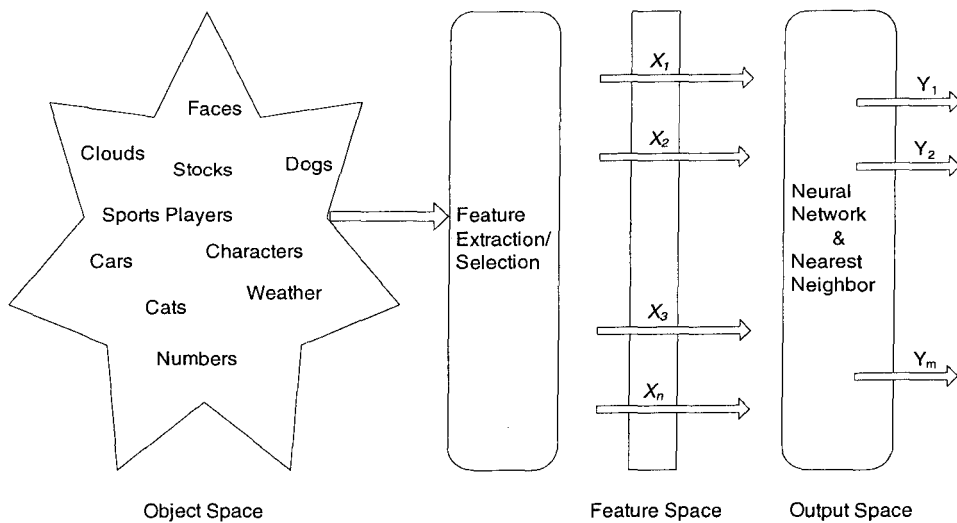 Faces
Clouds
Stocks
Dogs
Sports Players
Characters
Cars
Weather
Cats
Numbers
Object Space
Feature
Extraction/
Selection
X1
X2
X3
Xn
Feature Space
Neural
Network
&
Nearest
Neighbor
Y1
Y2
Ym
Output Space